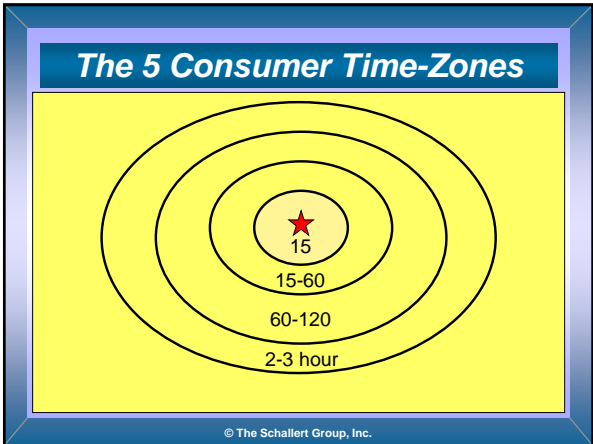 The 5 Consumer Time-Zones
15
15-60
60-120
2-3 hour
© The Schallert Group, Inc.